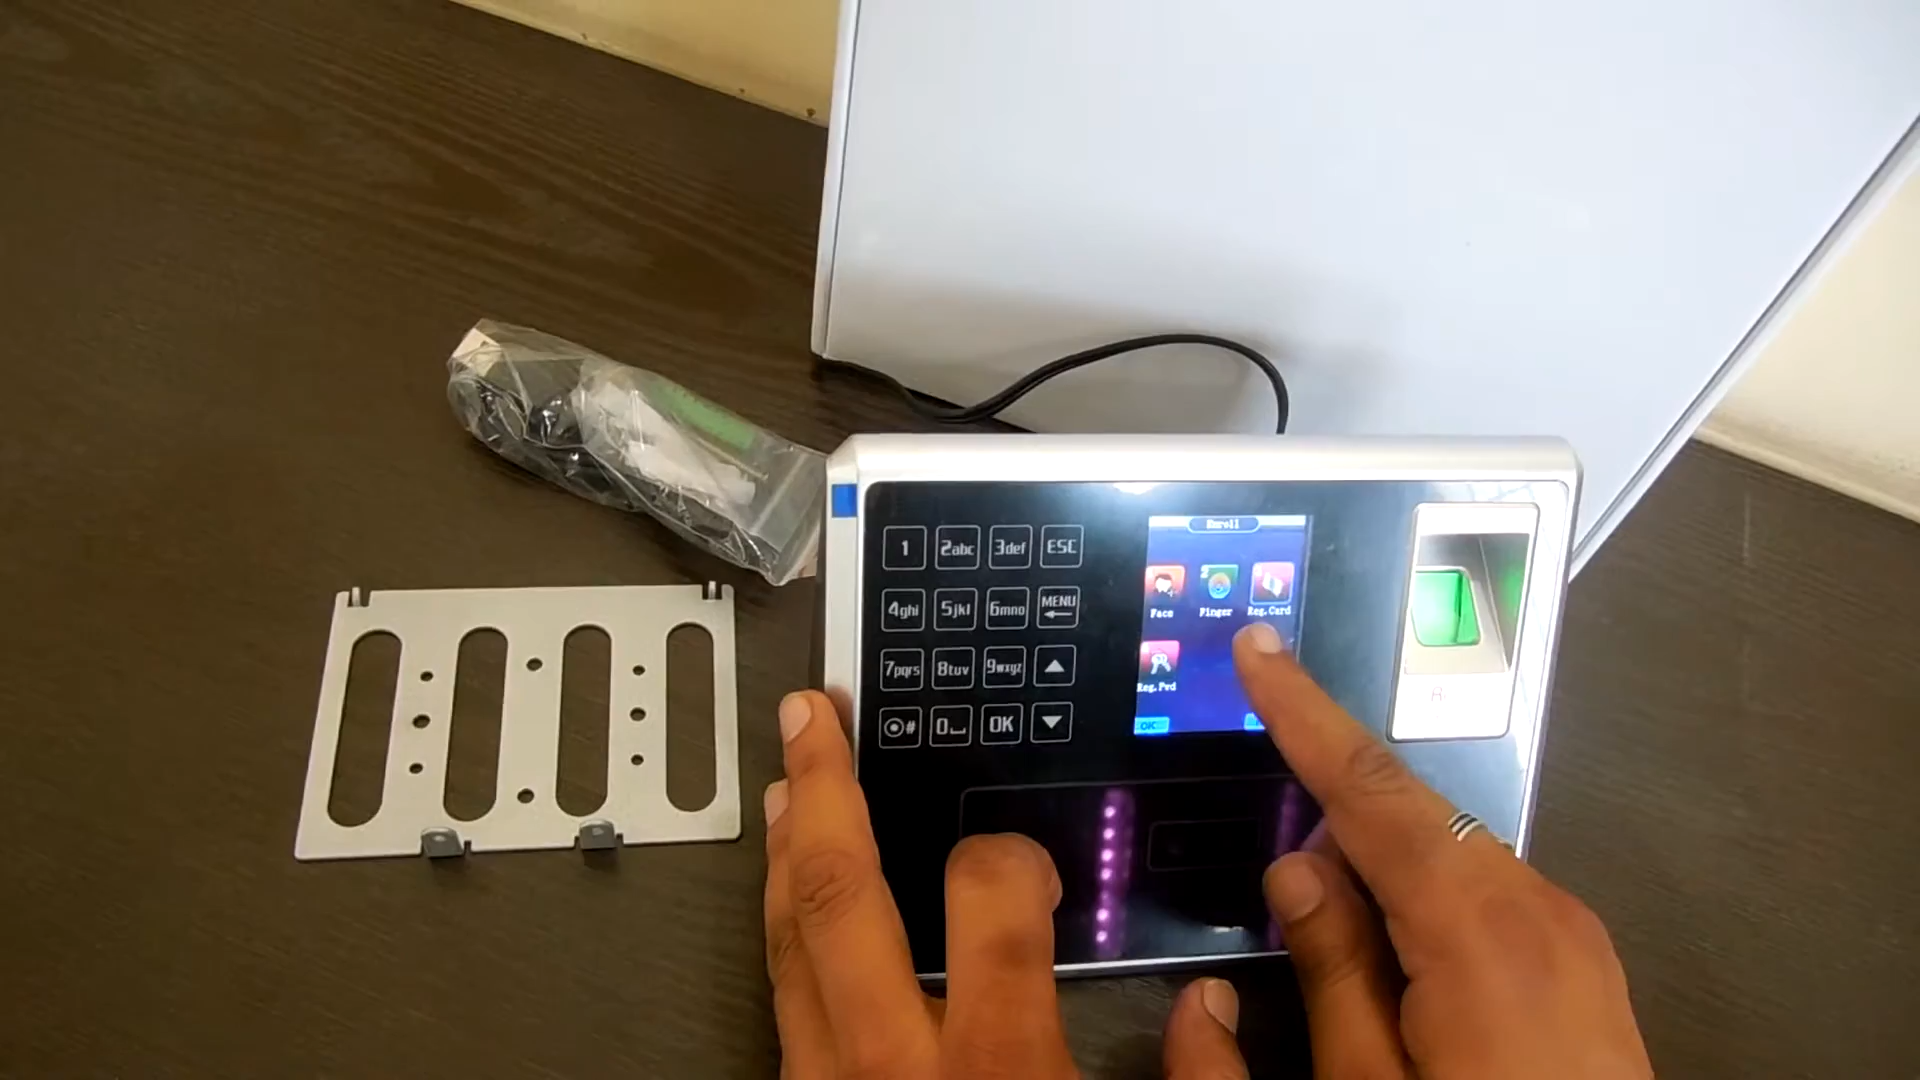 1 2abc 3def ESC
4ghi 5jkl 6mno MENU
7pqrs 8tuv 9wxyz
# 0 OK
Enroll
Face Finger Reg.Card
Reg.Pwd
OK